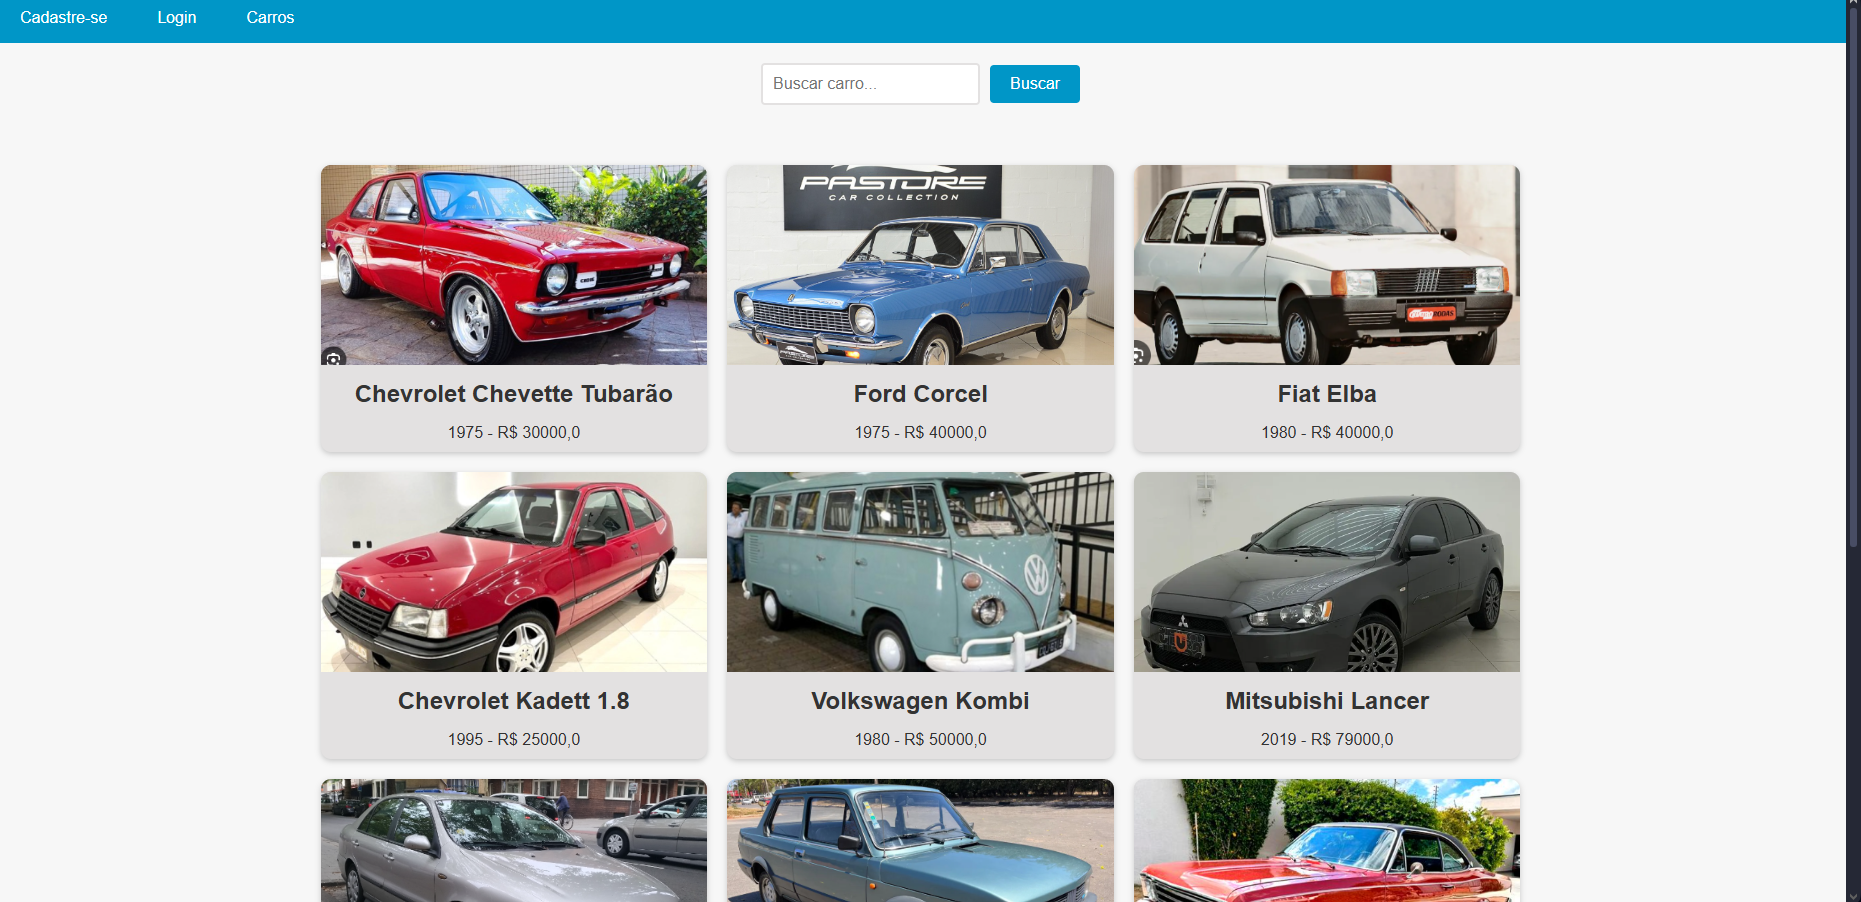 Cadastre-se
Login
Carros
Buscar carro...
Buscar
PASTORE
CAR COLLECTION
Chevrolet Chevette Tubarão
1975 - R$ 30000,0
Ford Corcel
1975 - R$ 40000,0
Fiat Elba
1980 - R$ 40000,0
Chevrolet Kadett 1.8
1995 - R$ 25000,0
Volkswagen Kombi
1980 - R$ 50000,0
Mitsubishi Lancer
2019 - R$ 79000,0